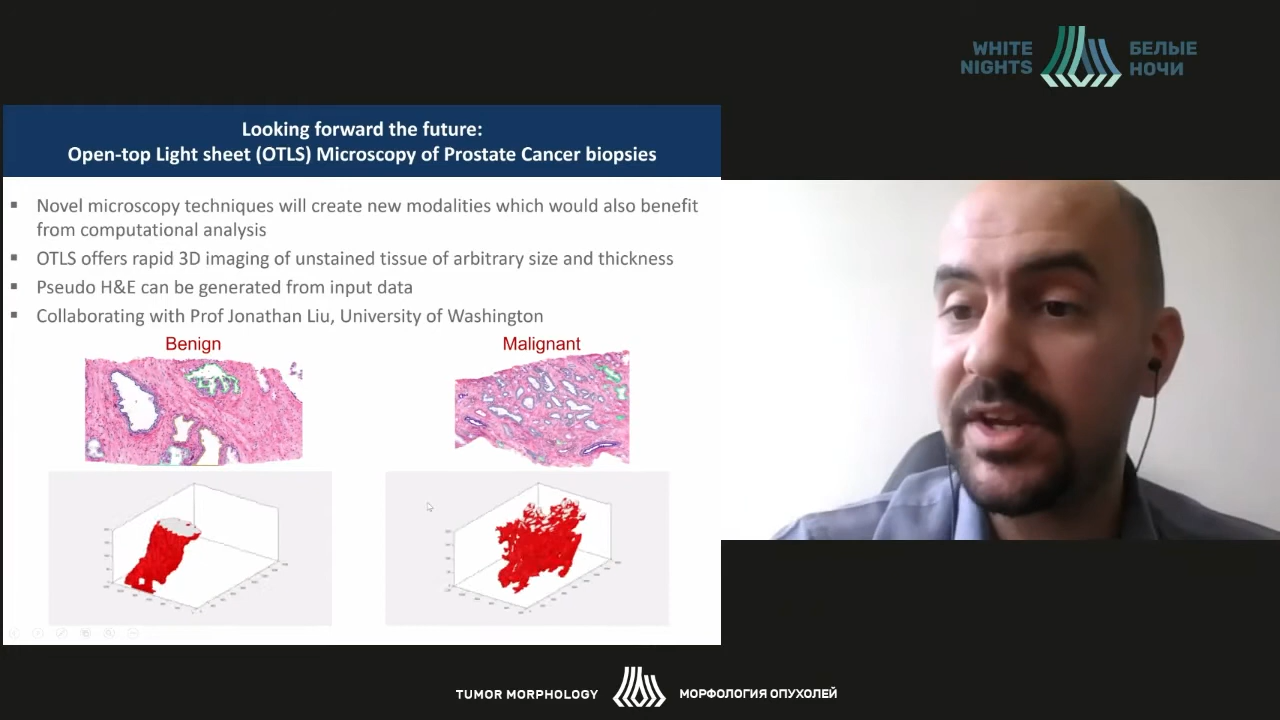 WHITE
NIGHTS
БЕЛЫЕ
НОЧИ
Looking forward the future:
Open-top Light sheet (OTLS) Microscopy of Prostate Cancer biopsies
▪ Novel microscopy techniques will create new modalities which would also benefit
from computational analysis
▪ OTLS offers rapid 3D imaging of unstained tissue of arbitrary size and thickness
▪ Pseudo H&E can be generated from input data
▪ Collaborating with Prof Jonathan Liu, University of Washington
Benign
Malignant
TUMOR MORPHOLOGY
МОРФОЛОГИЯ ОПУХОЛЕЙ